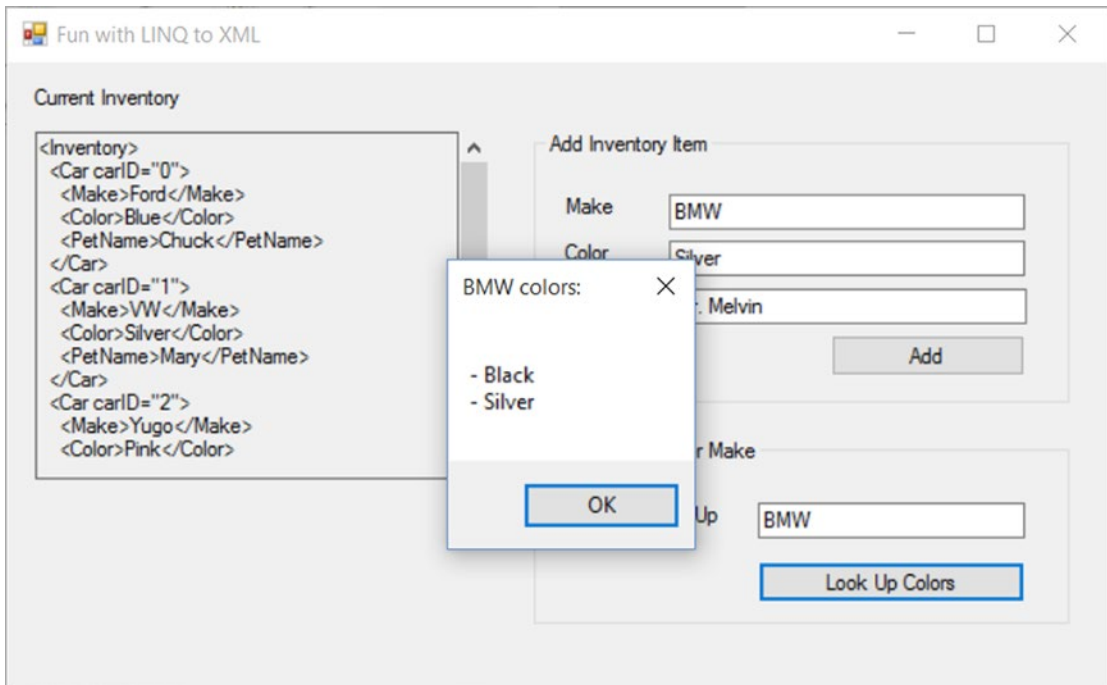 Fun with LINQ to XML
Current Inventory
<Inventory>
<Car carID="0">
<Make>Ford</Make>
<Color>Blue</Color>
<PetName>Chuck</PetName>
</Car>
<Car carID="1">
<Make>VW</Make>
<Color>Silver</Color>
<PetName>Mary</PetName>
</Car>
<Car carID="2">
<Make>Yugo</Make>
<Color>Pink</Color>
Add Inventory Item
Make BMW
Color Silver
Melvin
Add
BMW colors:
- Black
- Silver
OK
Make
Up BMW
Look Up Colors